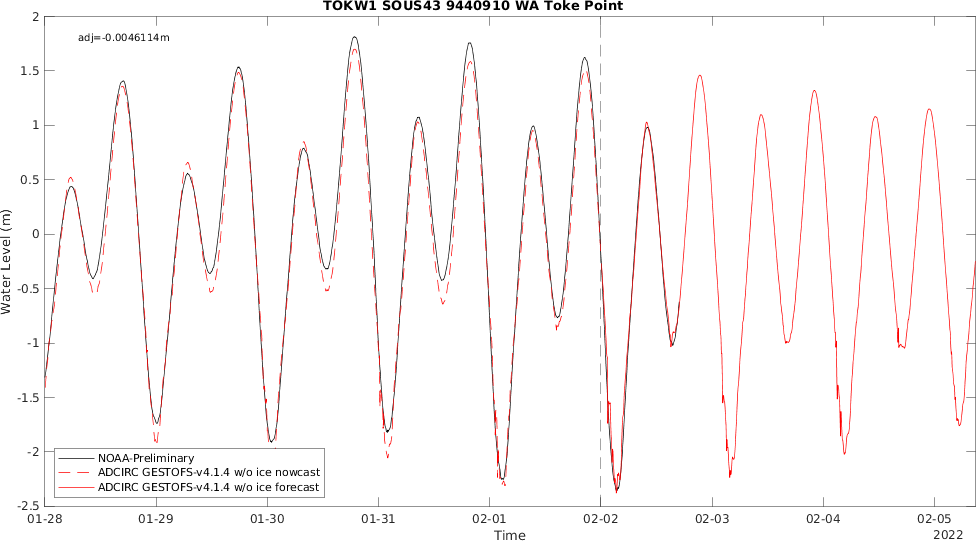 TOKW1 SOUS43 9440910 WA Toke Point
adj=-0.0046114m
2
1.5
1
0.5
0
-0.5
-1
-1.5
-2
-2.5
Water Level (m)
NOAA-Preliminary
ADCIRC GESTOFS-v4.1.4 w/o ice nowcast
ADCIRC GESTOFS-v4.1.4 w/o ice forecast
01-28 01-29 01-30 01-31 02-01 02-02 02-03 02-04 02-05
Time
2022